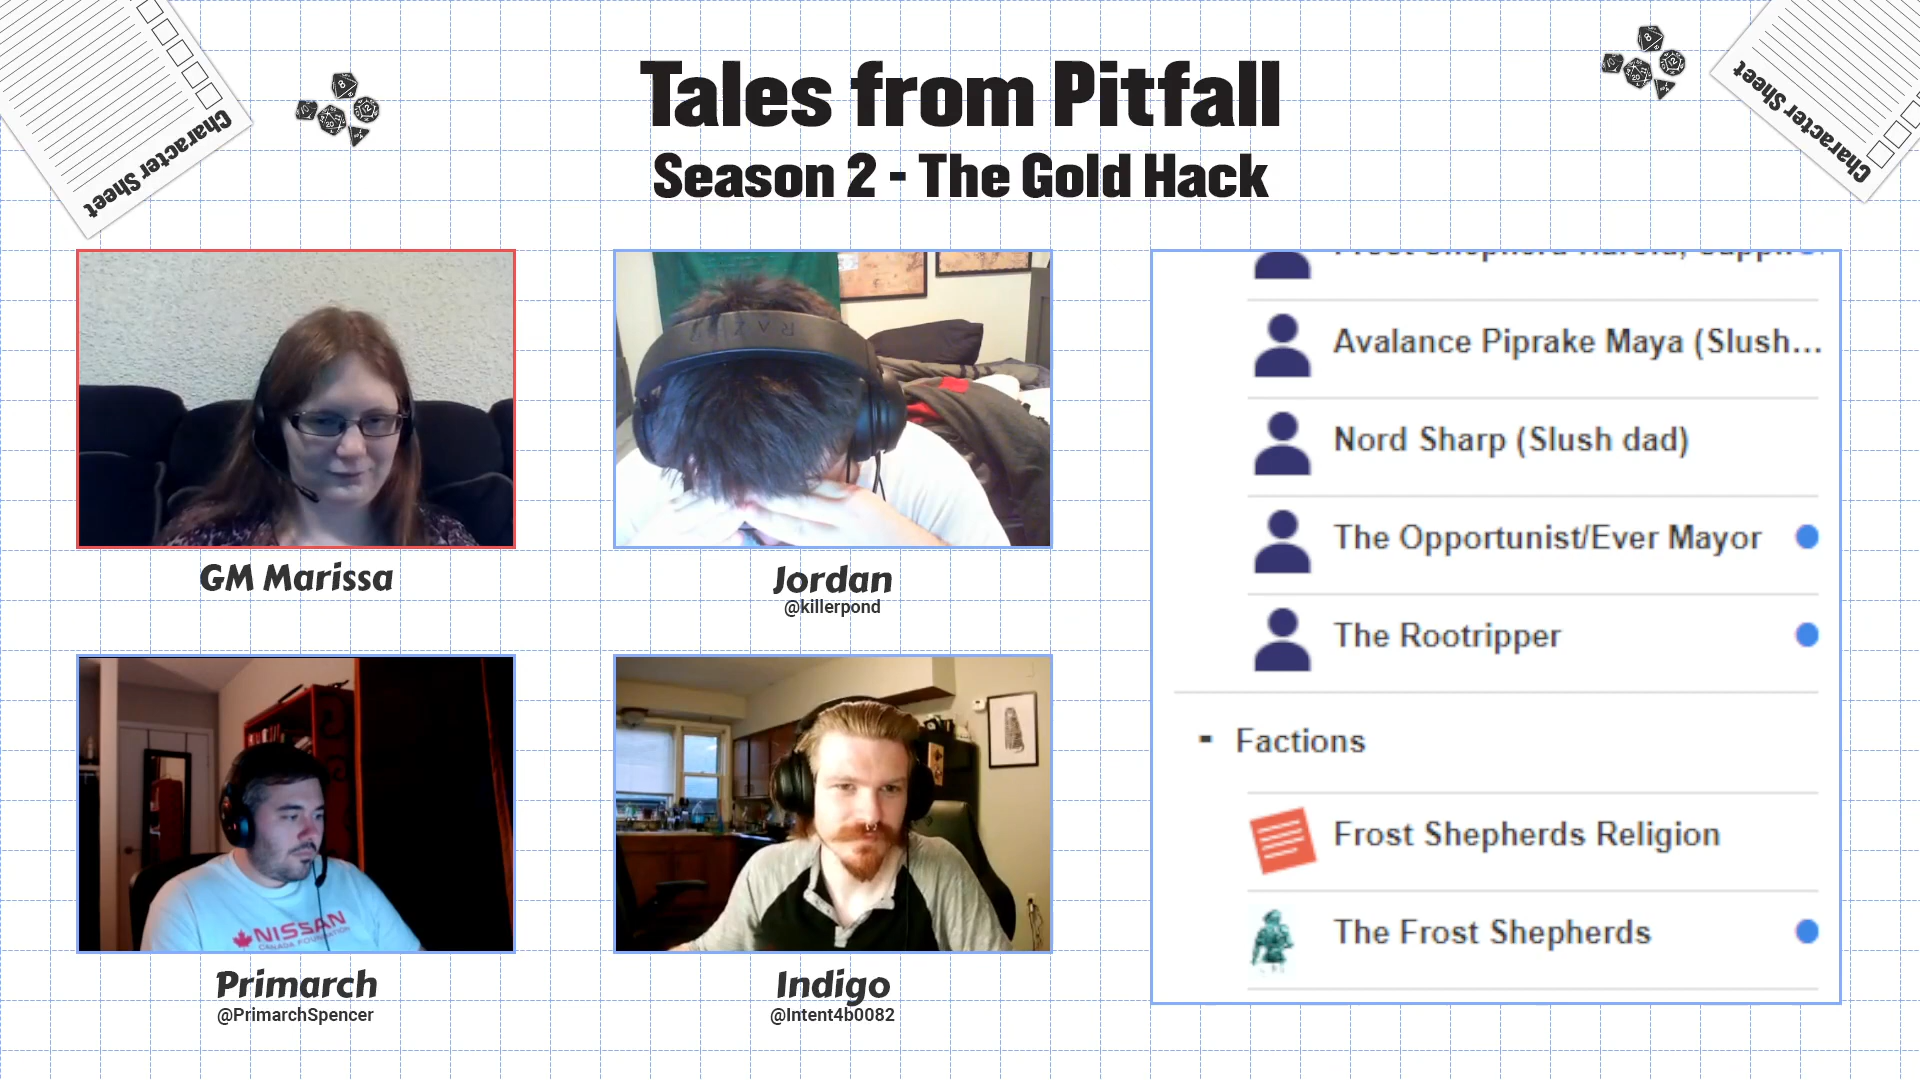 Character Sheet
Character Sheet
Tales from Pitfall
Season 2 - The Gold Hack
GM Marissa
Jordan
@killerpond
NISSAN
CANADA FOUNDATION
Primarch
@PrimarchSpencer
Indigo
@Intent4b0082
Avalance Piprake Maya (Slush...
Nord Sharp (Slush dad)
The Opportunist/Ever Mayor
The Rootripper
Factions
Frost Shepherds Religion
The Frost Shepherds